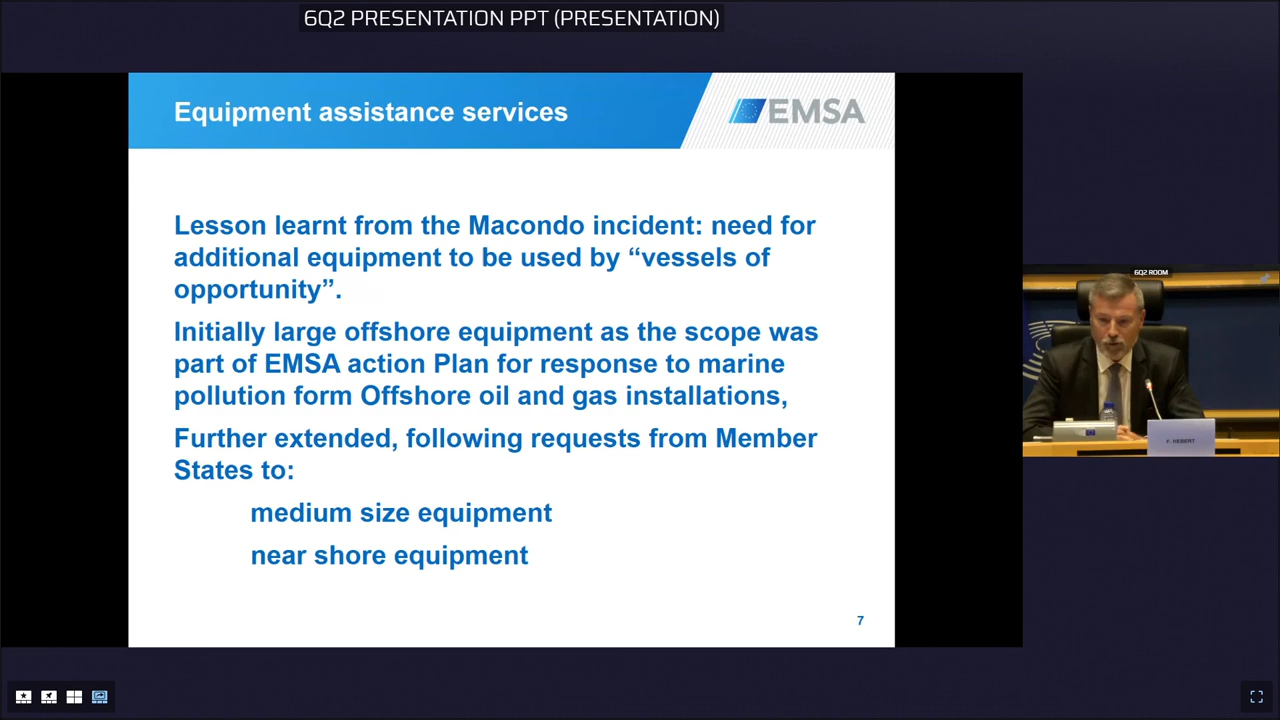 6Q2 PRESENTATION PPT (PRESENTATION)
Equipment assistance services
EMSA
Lesson learnt from the Macondo incident: need for
additional equipment to be used by “vessels of
opportunity”.
Initially large offshore equipment as the scope was
part of EMSA action Plan for response to marine
pollution form Offshore oil and gas installations,
Further extended, following requests from Member
States to:
medium size equipment
near shore equipment
7
6Q2 ROOM
F. HEBERT